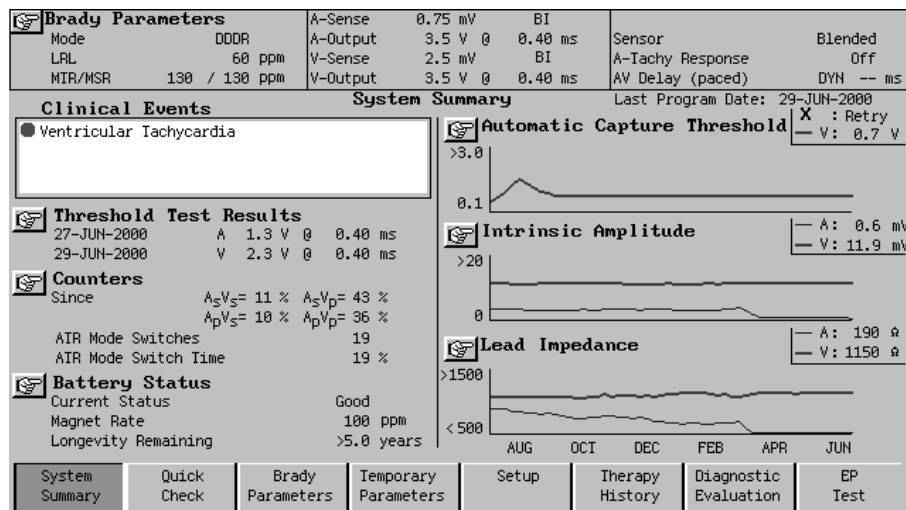 Brady Parameters
Mode DDDR
LRL 60 ppm
MTR/MSR 130 / 130 ppm
A-Sense 0.75 mV BI
A-Output 3.5 V @ 0.40 ms
V-Sense 2.5 mV BI
V-Output 3.5 V @ 0.40 ms
Sensor Blended
A-Tachy Response Off
AV Delay (paced) DYN -- ms
System Summary
Last Program Date: 29-JUN-2000
Clinical Events
Ventricular Tachycardia
Threshold Test Results
27-JUN-2000 A 1.3 V @ 0.40 ms
29-JUN-2000 V 2.3 V @ 0.40 ms
Counters
Since AsVs= 11 % AsVp= 43 %
ApVs= 10 % ApVp= 36 %
AIR Mode Switches 19
AIR Mode Switch Time 19 %
Battery Status
Current Status Good
Magnet Rate 100 ppm
Longevity Remaining >5.0 years
Automatic Capture Threshold
X : Retry
V: 0.7 V
>3.0
0.1
Intrinsic Amplitude
A: 0.6 mV
V: 11.9 mV
>20
0
Lead Impedance
A: 190 Ω
V: 1150 Ω
>1500
<500
AUG OCT DEC FEB APR JUN
System Summary
Quick Check
Brady Parameters
Temporary Parameters
Setup
Therapy History
Diagnostic Evaluation
EP Test